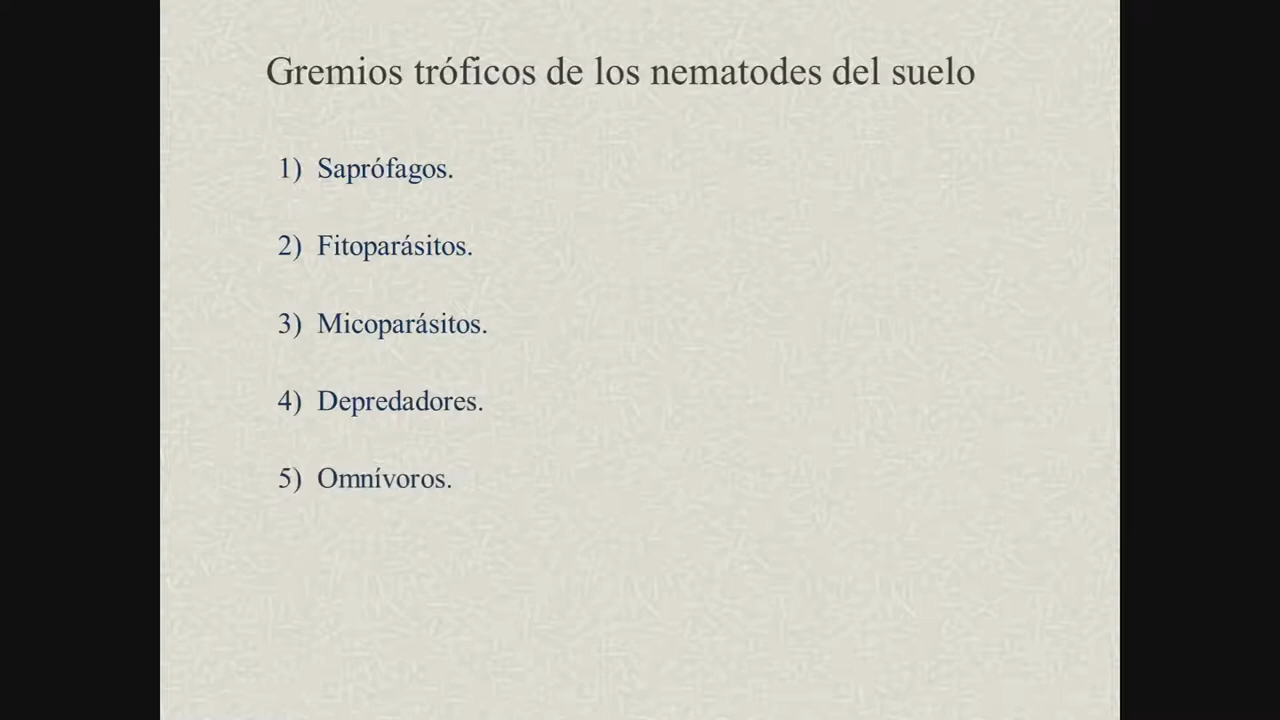 Gremios tróficos de los nematodes del suelo
1) Saprófagos.
2) Fitoparásitos.
3) Micoparásitos.
4) Depredadores.
5) Omnívoros.